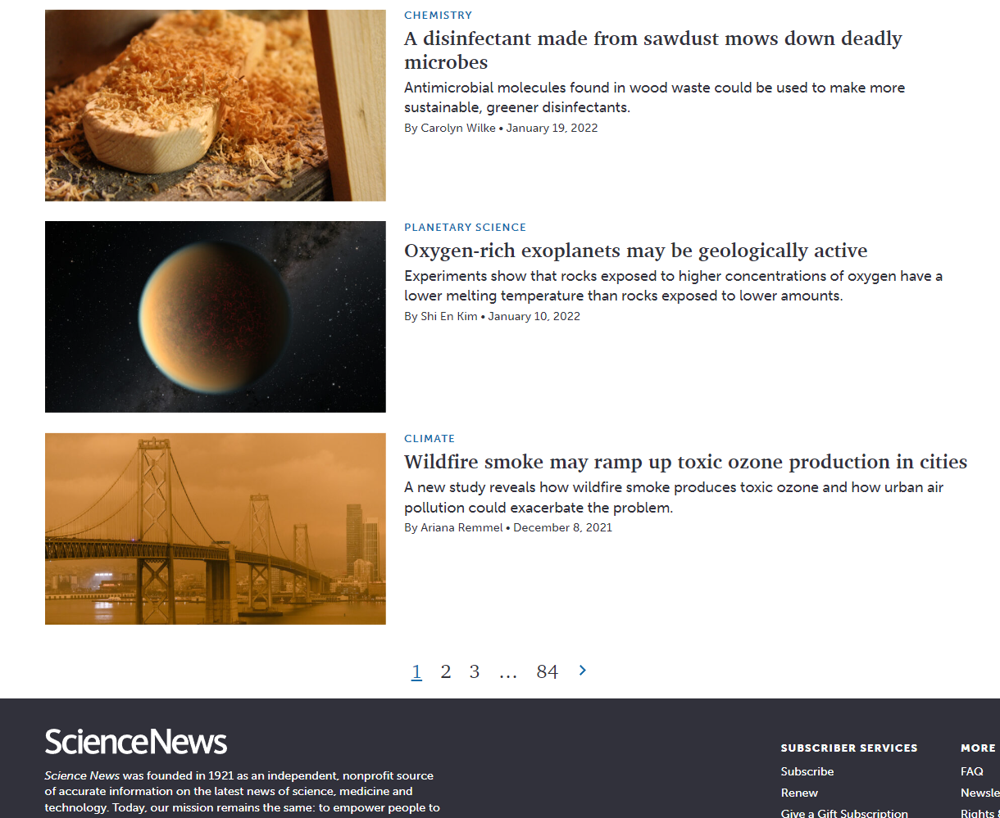 CHEMISTRY
A disinfectant made from sawdust mows down deadly
microbes
Antimicrobial molecules found in wood waste could be used to make more
sustainable, greener disinfectants.
By Carolyn Wilke • January 19, 2022
PLANETARY SCIENCE
Oxygen-rich exoplanets may be geologically active
Experiments show that rocks exposed to higher concentrations of oxygen have a
lower melting temperature than rocks exposed to lower amounts.
By Shi En Kim • January 10, 2022
CLIMATE
Wildfire smoke may ramp up toxic ozone production in cities
A new study reveals how wildfire smoke produces toxic ozone and how urban air
pollution could exacerbate the problem.
By Ariana Remmel • December 8, 2021
1 2 3 ... 84
ScienceNews
Science News was founded in 1921 as an independent, nonprofit source
of accurate information on the latest news of science, medicine and
technology. Today, our mission remains the same: to empower people to
SUBSCRIBER SERVICES
Subscribe
Renew
Give a Gift Subscription
MORE
FAQ
Newsle
Rights